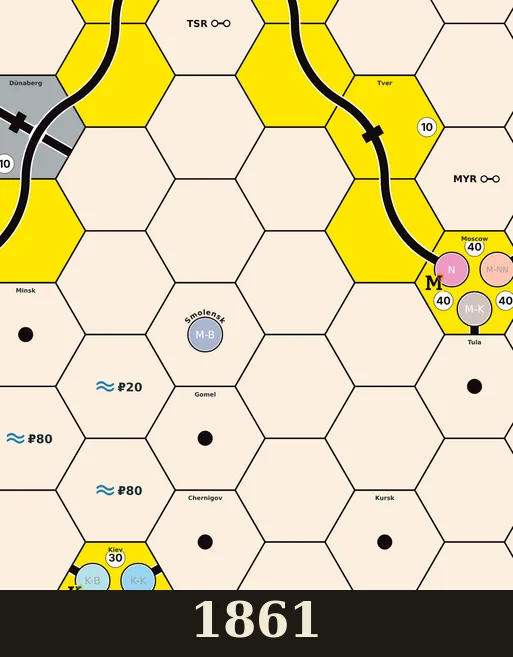 TSR
Dünaberg
10
Tver
10
MYR
Moscow
40
N
M-NN
M
40
40
M-K
Minsk
Smolensk
M-B
Tula
₽20
Gomel
₽80
₽80
Chernigov
Kursk
Kiev
30
K-B
K-K
1861